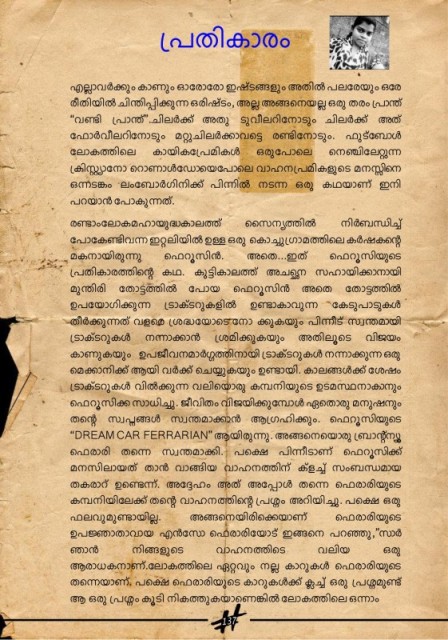 പ്രതികാരം
എല്ലാവർക്കും കാണും ഓരോരോ ഇഷ്ടങ്ങളും അതിൽ പലരേയും ഒരേ
രീതിയിൽ ചിന്തിപ്പിക്കുന്ന ഒരിഷ്ടം, അല്ല അങ്ങനെയല്ല ഒരു തരം പ്രാന്ത്
"വണ്ടി പ്രാന്ത്".ചിലർക്ക് അതു ടൂവീലറിനോടും ചിലർക്ക് അത്
ഫോർവീലറിനോടും മറ്റുചിലർക്കാവട്ടെ രണ്ടിനോടും. ഫുട്ബോൾ
ലോകത്തിലെ കായികപ്രേമികൾ ഒരുപോലെ നെഞ്ചിലേറ്റുന്ന
ക്രിസ്റ്റ്യാനോ റൊണാൾഡോയെപോലെ വാഹനപ്രമികളുടെ മനസ്സിനെ
ഒന്നടങ്കം ലംബോർഗിനിക്ക് പിന്നിൽ നടന്ന ഒരു കഥയാണ് ഇനി
പറയാൻ പോകുന്നത്.
രണ്ടാംലോകമഹായുദ്ധകാലത്ത് സൈന്യത്തിൽ നിർബന്ധിച്ച്
പോകേണ്ടിവന്ന ഇറ്റലിയിൽ ഉള്ള ഒരു കൊച്ചുഗ്രാമത്തിലെ കർഷകന്റെ
മകനായിരുന്നു ഫെറൂസിൻ. അതെ...ഇത് ഫെറൂസിയുടെ
പ്രതികാരത്തിന്റെ കഥ. കുട്ടികാലത്ത് അച്ഛനെ സഹായിക്കാനായി
മുന്തിരി തോട്ടത്തിൽ പോയ ഫെറൂസിൻ അതെ തോട്ടത്തിൽ
ഉപയോഗിക്കുന്ന ട്രാക്ടറുകളിൽ ഉണ്ടാകാവുന്ന കേടുപാടുകൾ
തീർക്കുന്നത് വളരെ ശ്രദ്ധയോടെ നോ ക്കുകയും പിന്നീട് സ്വന്തമായി
ട്രാക്ടറുകൾ നന്നാക്കാൻ ശ്രമിക്കുകയും അതിലൂടെ വിജയം
കാണുകയും ഉപജീവനമാർഗ്ഗത്തിനായി ട്രാക്ടറുകൾ നന്നാക്കുന്ന ഒരു
മെക്കാനിക്ക് ആയി വർക്ക് ചെയ്യുകയും ഉണ്ടായി. കാലങ്ങൾക്ക് ശേഷം
ട്രാക്ടറുകൾ വിൽക്കുന്ന വലിയൊരു കമ്പനിയുടെ ഉടമസ്ഥനാകാനും
ഫെറൂസിക്ക സാധിച്ചു. ജീവിതം വിജയിക്കുമ്പോൾ ഏതൊരു മനുഷ്യനും
തന്റെ സ്വപ്നങ്ങൾ സ്വന്തമാക്കാൻ ആഗ്രഹിക്കും. ഫെറൂസിയുടെ
"DREAM CAR FERRARIAN" ആയിരുന്നു. അങ്ങനെയൊരു ബ്രാന്റ്ന്യൂ
ഫെരാരി തന്നെ സ്വന്തമാക്കി. പക്ഷെ പിന്നീടാണ് ഫെറൂസിക്ക്
മനസിലായത് താൻ വാങ്ങിയ വാഹനത്തിന് ക്ളച്ച് സംബന്ധമായ
തകരാറ് ഉണ്ടെന്ന്. അദ്ദേഹം അത് അപ്പോൾ തന്നെ ഫെരാരിയുടെ
കമ്പനിയിലേക്ക് തന്റെ വാഹനത്തിന്റെ പ്രശ്നം അറിയിച്ചു. പക്ഷെ ഒരു
ഫലവുമുണ്ടായില്ല. അങ്ങനെയിരിക്കെയാണ് ഫെരാരിയുടെ
ഉപജ്ഞാതാവായ എൻസോ ഫെരാരിയോട് ഇങ്ങനെ പറഞ്ഞു,"സാർ
ഞാൻ നിങ്ങളുടെ വാഹനത്തിടെ വലിയ ഒരു
ആരാധകനാണ്.ലോകത്തിലെ ഏറ്റവും നല്ല കാറുകൾ ഫെരാരിയുടെ
തന്നെയാണ്, പക്ഷെ ഫെരാരിയുടെ കാറുകൾക്ക് ക്ലച്ച് ഒരു പ്രശ്നമുണ്ട്
ആ ഒരു പ്രശ്നം കൂടി നികത്തുകയാണെങ്കിൽ ലോകത്തിലെ ഒന്നാം
137